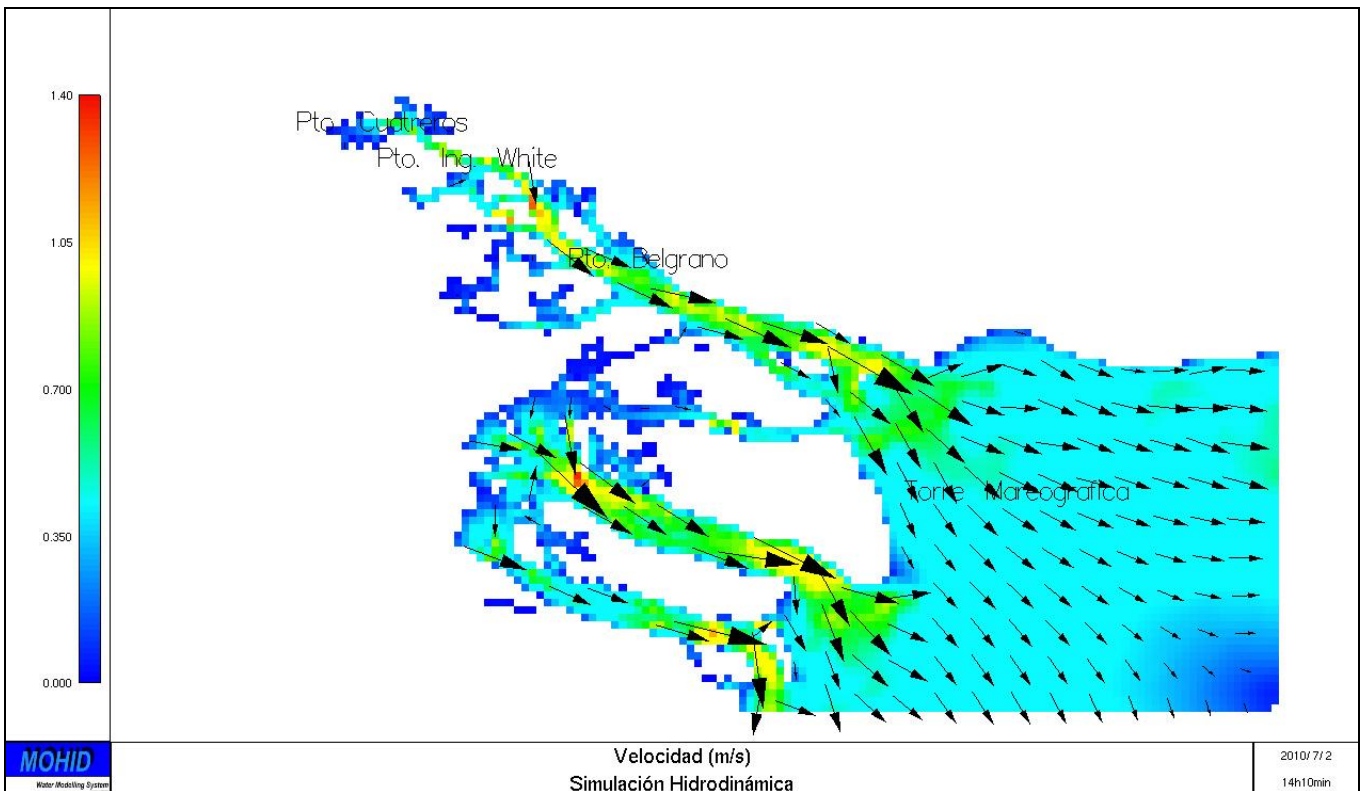 1.40
1.05
0.700
0.350
0.000
Pto. Cuatreros
Pto. Ing. White
Pto. Belgrano
Torre Mareografica
MOHID
Water Modelling System
Velocidad (m/s)
Simulación Hidrodinámica
2010/7/2
14h10min